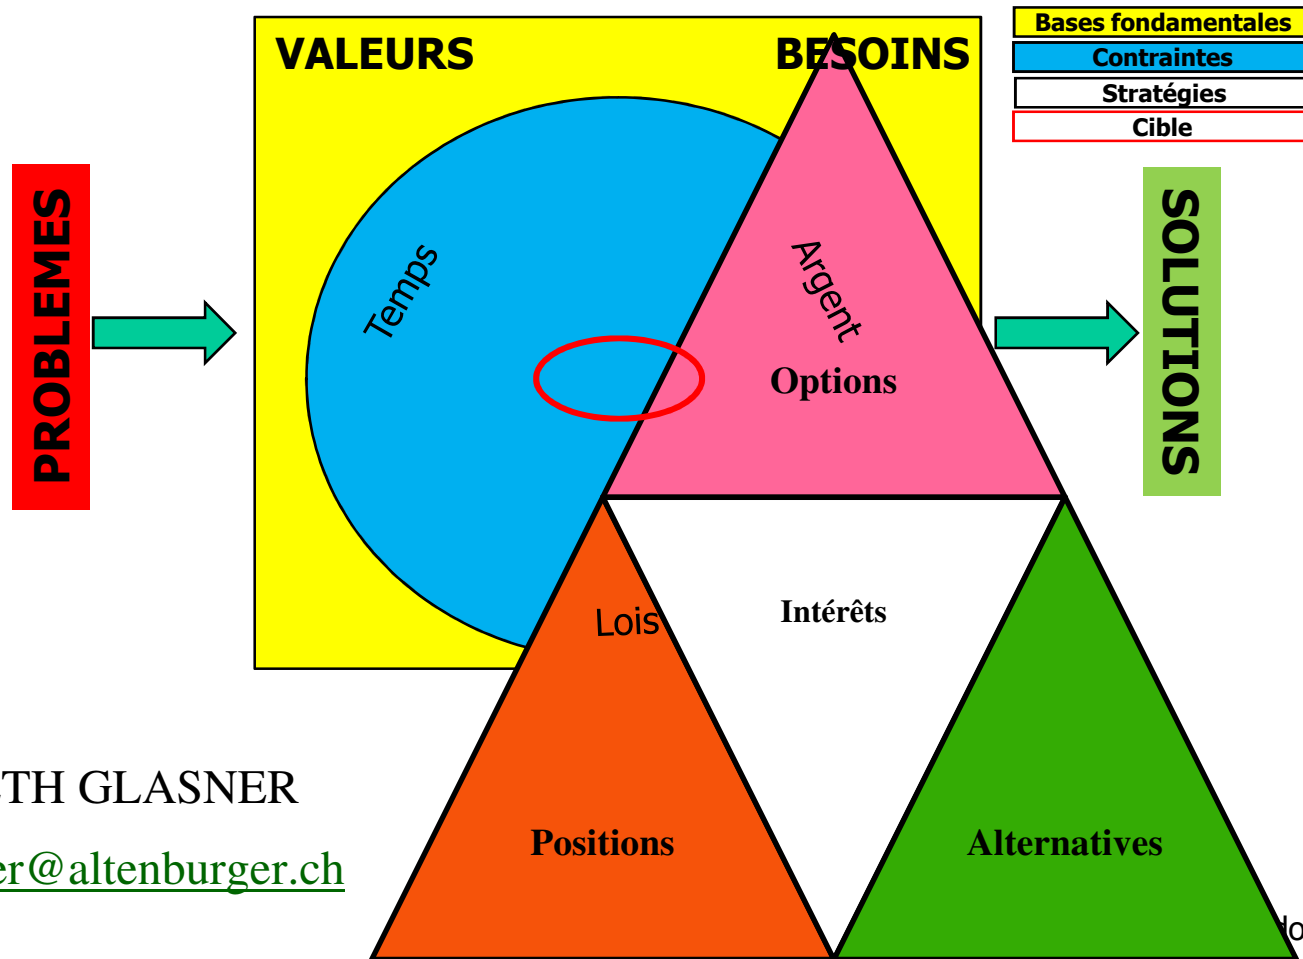 VALEURS
BESOINS
Bases fondamentales
Contraintes
Stratégies
Cible
PROBLEMES
SOLUTIONS
Temps
Argent
Options
Lois
Intérêts
TH GLASNER
Positions
Alternatives
er@altenburger.ch